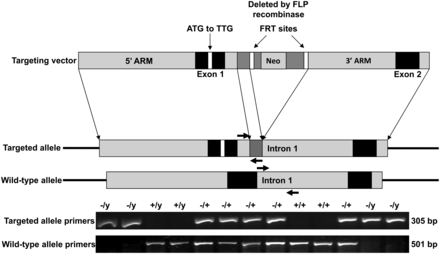 Deleted by FLP
recombinase
ATG to TTG
FRT sites
Targeting vector
5′ ARM
Neo
3′ ARM
Exon 1
Exon 2
Targeted allele
Intron 1
Wild-type allele
Intron 1
-/y -/y +/y +/y -/+ -/+ -/+ -/+ +/+ +/+ -/+ -/y -/y
Targeted allele primers
305 bp
Wild-type allele primers
501 bp